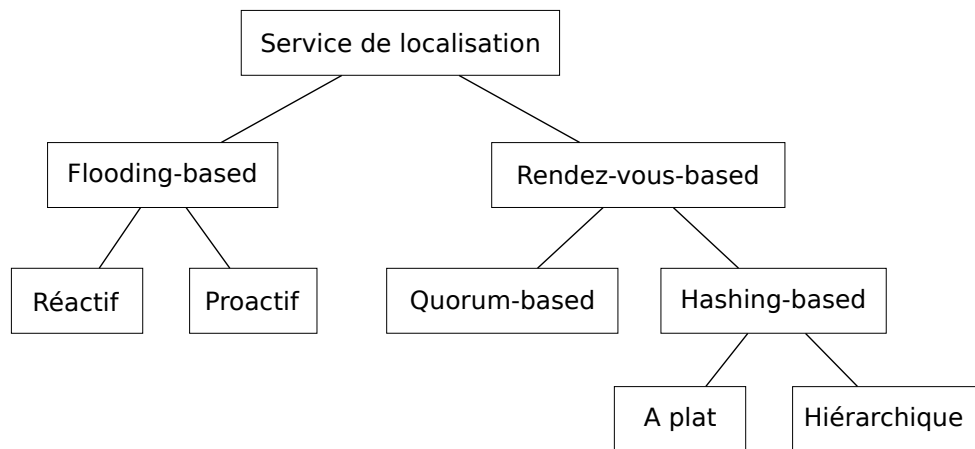 Service de localisation
Flooding-based
Rendez-vous-based
Réactif
Proactif
Quorum-based
Hashing-based
A plat
Hiérarchique